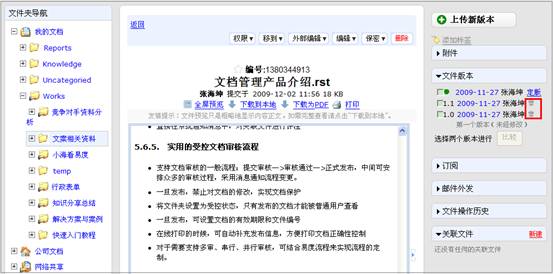 文件夹导航
我的文档
Reports
Knowledge
Uncategoried
Works
竞争对手资料分
析
文案相关资料
小海看易度
temp
行政表单
知识分享总结
解决方案与案例
快速入门教程
公司文档
网络共享
返回
权限 移到 外部编辑 编辑 保密 删除
编号:1380344913
文档管理产品介绍.rst
张海坤 提交于 2009-12-02 11:56 18 KB
全屏预览 下载到本地 下载为PDF 打印
5.6.5. 实用的受控文档审核流程
支持文档审核的一般流程：提交审核—>审核通过—>正式发布，中间可安
排众多的审核过程，采用消息通知流程变更。
一旦发布，禁止对文档的修改，实现文档保护
将文件夹设置为受控状态，只有发布的文档才能被普通用户查看
一旦发布，可设置文档的有效期限和文件编号
在线打印的时候，可自动补充发布信息，方便打印文档正确性控制
对于需要支持多审、串行、并行审核，可结合易度流程来实现流程的定
制。
上传新版本
添加标签
附件
文件版本
2009-11-27 张海坤 定版
1.1 2009-11-27 张海坤
1.0 2009-11-27 张海坤
第一个版本（未经修改）
选择两个版本进行 比较
订阅
邮件外发
文件操作历史
关联文件 新建
还没有任何的关联文件